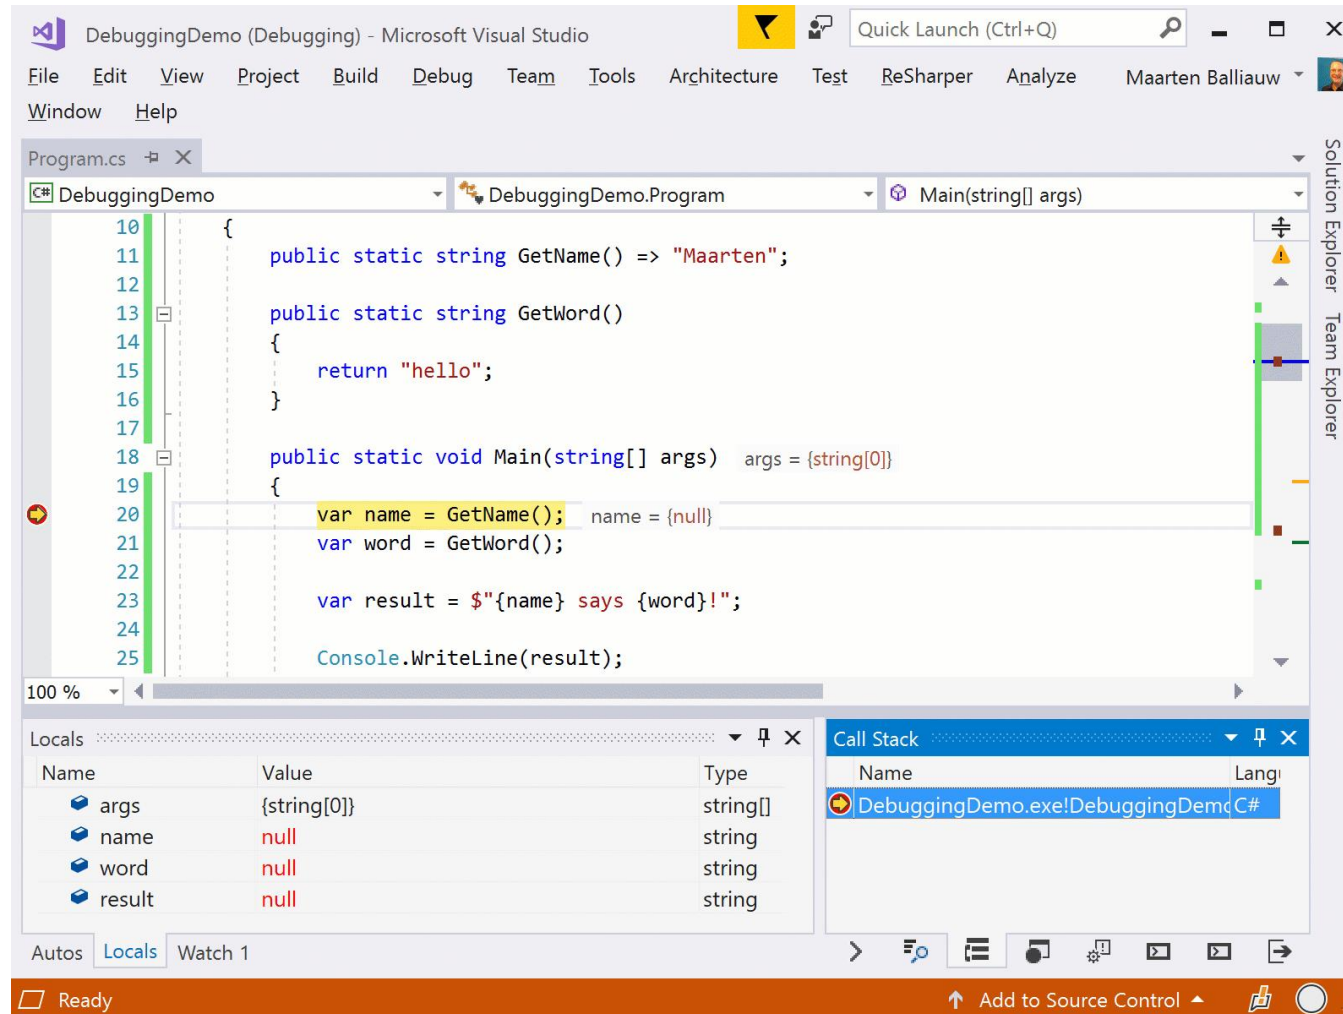 DebuggingDemo (Debugging) - Microsoft Visual Studio
Quick Launch (Ctrl+Q)
File Edit View Project Build Debug Team Tools Architecture Test ReSharper Analyze Maarten Balliauw
Window Help
Program.cs
C# DebuggingDemo DebuggingDemo.Program Main(string[] args)
10 {
11 public static string GetName() => "Maarten";
12
13 public static string GetWord()
14 {
15 return "hello";
16 }
17
18 public static void Main(string[] args) args = {string[0]}
19 {
20 var name = GetName(); name = {null}
21 var word = GetWord();
22
23 var result = $"{name} says {word}!";
24
25 Console.WriteLine(result);
100 %
Solution Explorer
Team Explorer
Locals
Name Value Type
args {string[0]} string[]
name null string
word null string
result null string
Autos Locals Watch 1
Call Stack
Name Langu
DebuggingDemo.exe!DebuggingDemo C#
Ready
Add to Source Control